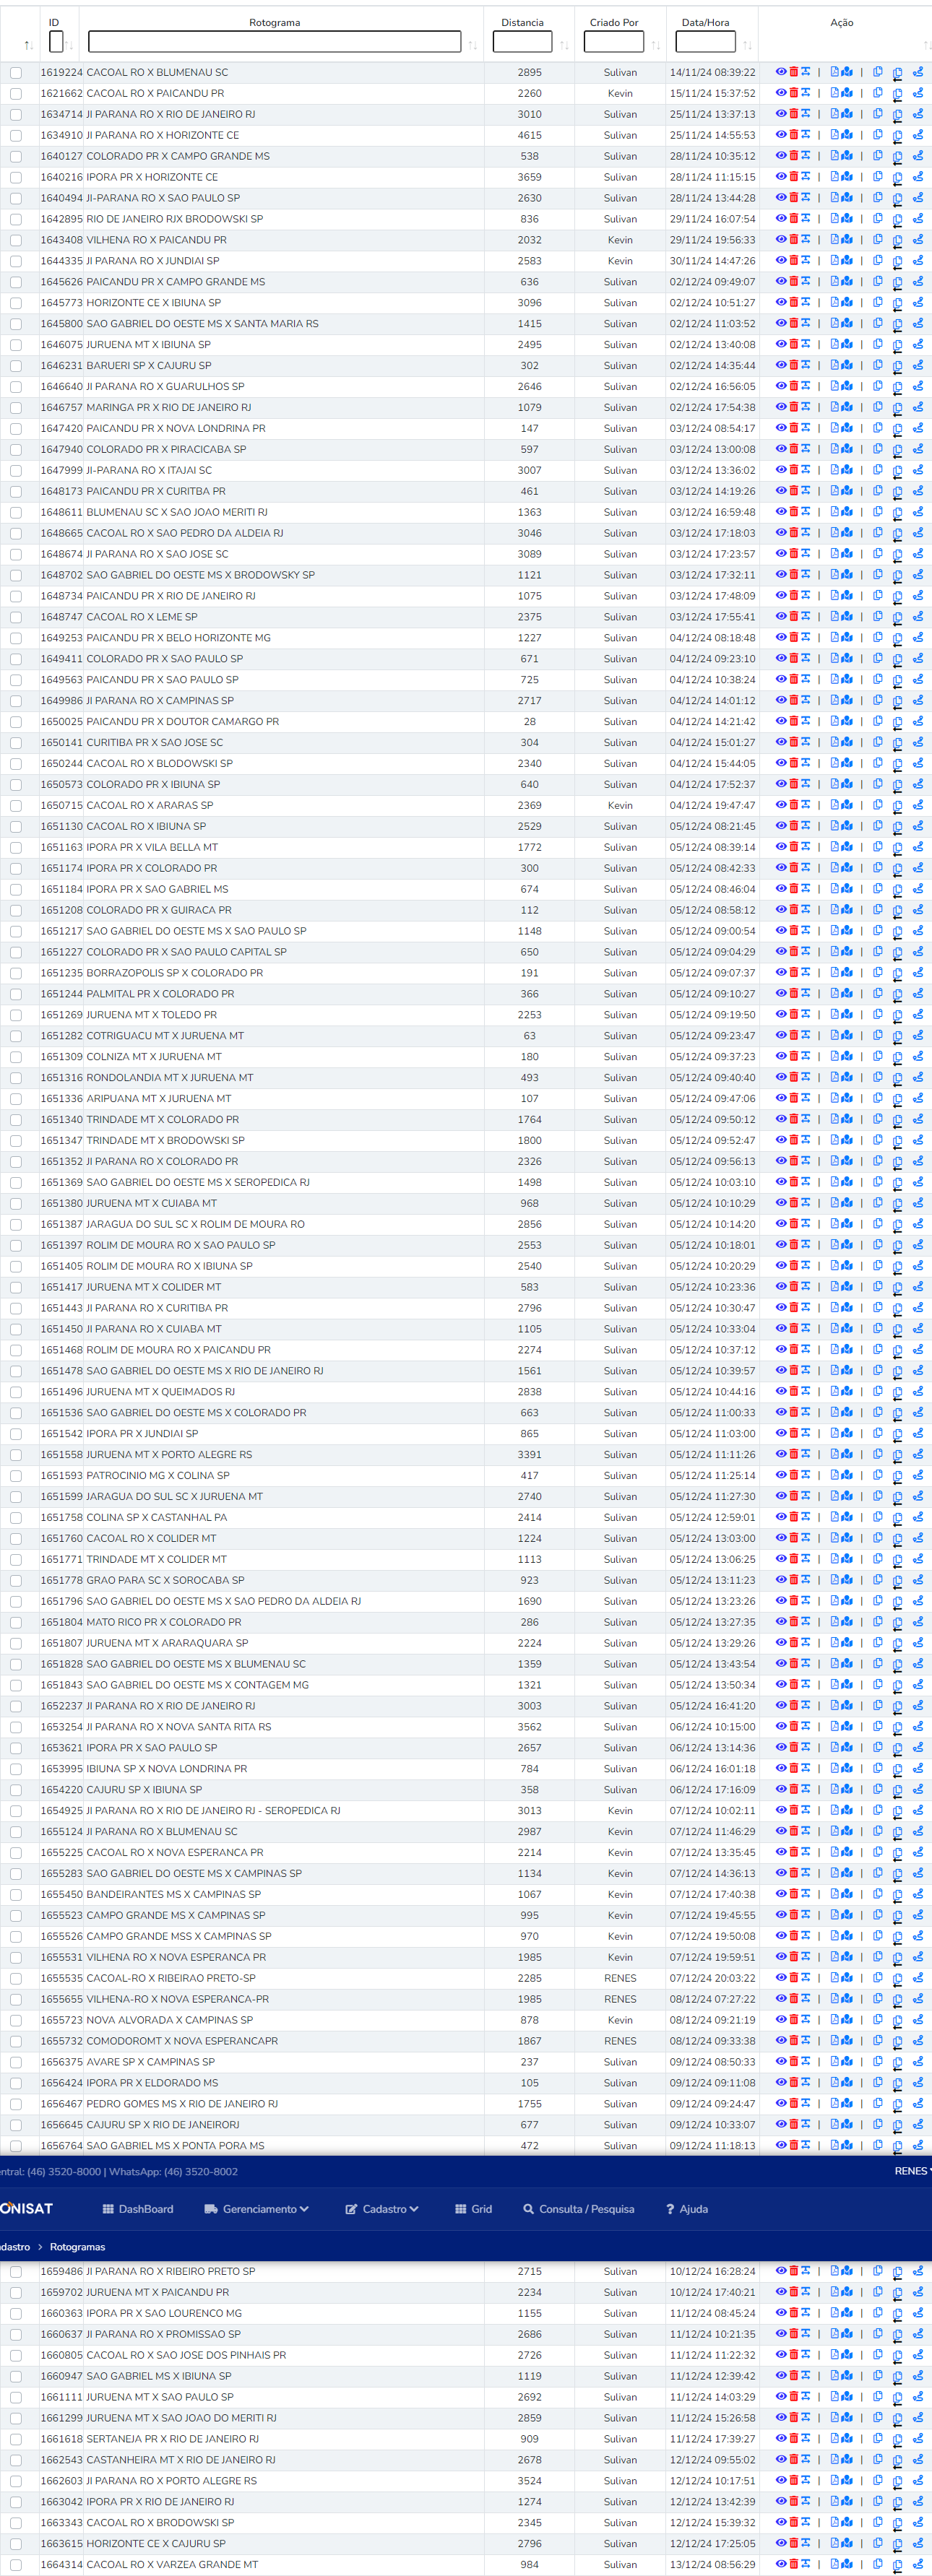 ID Rotograma Distancia Criado Por Data/Hora Ação
1619224 CACOAL RO X BLUMENAU SC 2895 Sulivan 14/11/24 08:39:22
1621662 CACOAL RO X PAICANDU PR 2260 Kevin 15/11/24 15:37:52
1634714 JI PARANA RO X RIO DE JANEIRO RJ 3010 Sulivan 25/11/24 13:37:13
1634910 JI PARANA RO X HORIZONTE CE 4615 Sulivan 25/11/24 14:55:53
1640127 COLORADO PR X CAMPO GRANDE MS 538 Sulivan 28/11/24 10:35:12
1640216 IPORA PR X HORIZONTE CE 3659 Sulivan 28/11/24 11:15:15
1640494 JI-PARANA RO X SAO PAULO SP 2630 Sulivan 28/11/24 13:44:28
1642895 RIO DE JANEIRO RJX BRODOWSKI SP 836 Sulivan 29/11/24 16:07:54
1643408 VILHENA RO X PAICANDU PR 2032 Kevin 29/11/24 19:56:33
1644335 JI PARANA RO X JUNDIAI SP 2583 Kevin 30/11/24 14:47:26
1645626 PAICANDU PR X CAMPO GRANDE MS 636 Sulivan 02/12/24 09:49:07
1645773 HORIZONTE CE X IBIUNA SP 3096 Sulivan 02/12/24 10:51:27
1645800 SAO GABRIEL DO OESTE MS X SANTA MARIA RS 1415 Sulivan 02/12/24 11:03:52
1646075 JURUENA MT X IBIUNA SP 2495 Sulivan 02/12/24 13:40:08
1646231 BARUERI SP X CAJURU SP 302 Sulivan 02/12/24 14:35:44
1646640 JI PARANA RO X GUARULHOS SP 2646 Sulivan 02/12/24 16:56:05
1646757 MARINGA PR X RIO DE JANEIRO RJ 1079 Sulivan 02/12/24 17:54:38
1647420 PAICANDU PR X NOVA LONDRINA PR 147 Sulivan 03/12/24 08:54:17
1647940 COLORADO PR X PIRACICABA SP 597 Sulivan 03/12/24 13:00:08
1647999 JI-PARANA RO X ITAJAI SC 3007 Sulivan 03/12/24 13:36:02
1648173 PAICANDU PR X CURITBA PR 461 Sulivan 03/12/24 14:19:26
1648611 BLUMENAU SC X SAO JOAO MERITI RJ 1363 Sulivan 03/12/24 16:59:48
1648665 CACOAL RO X SAO PEDRO DA ALDEIA RJ 3046 Sulivan 03/12/24 17:18:03
1648674 JI PARANA RO X SAO JOSE SC 3089 Sulivan 03/12/24 17:23:57
1648702 SAO GABRIEL DO OESTE MS X BRODOWSKY SP 1121 Sulivan 03/12/24 17:32:11
1648734 PAICANDU PR X RIO DE JANEIRO RJ 1075 Sulivan 03/12/24 17:48:09
1648747 CACOAL RO X LEME SP 2375 Sulivan 03/12/24 17:55:41
1649253 PAICANDU PR X BELO HORIZONTE MG 1227 Sulivan 04/12/24 08:18:48
1649411 COLORADO PR X SAO PAULO SP 671 Sulivan 04/12/24 09:23:10
1649563 PAICANDU PR X SAO PAULO SP 725 Sulivan 04/12/24 10:38:24
1649986 JI PARANA RO X CAMPINAS SP 2717 Sulivan 04/12/24 14:01:12
1650025 PAICANDU PR X DOUTOR CAMARGO PR 28 Sulivan 04/12/24 14:21:42
1650141 CURITIBA PR X SAO JOSE SC 304 Sulivan 04/12/24 15:01:27
1650244 CACOAL RO X BLODOWSKI SP 2340 Sulivan 04/12/24 15:44:05
1650573 COLORADO PR X IBIUNA SP 640 Sulivan 04/12/24 17:52:37
1650715 CACOAL RO X ARARAS SP 2369 Kevin 04/12/24 19:47:47
1651130 CACOAL RO X IBIUNA SP 2529 Sulivan 05/12/24 08:21:45
1651163 IPORA PR X VILA BELLA MT 1772 Sulivan 05/12/24 08:39:14
1651174 IPORA PR X COLORADO PR 300 Sulivan 05/12/24 08:42:33
1651184 IPORA PR X SAO GABRIEL MS 674 Sulivan 05/12/24 08:46:04
1651208 COLORADO PR X GUIRACA PR 112 Sulivan 05/12/24 08:58:12
1651217 SAO GABRIEL DO OESTE MS X SAO PAULO SP 1148 Sulivan 05/12/24 09:00:54
1651227 COLORADO PR X SAO PAULO CAPITAL SP 650 Sulivan 05/12/24 09:04:29
1651235 BORRAZOPOLIS SP X COLORADO PR 191 Sulivan 05/12/24 09:07:37
1651244 PALMITAL PR X COLORADO PR 366 Sulivan 05/12/24 09:10:27
1651269 JURUENA MT X TOLEDO PR 2253 Sulivan 05/12/24 09:19:50
1651282 COTRIGUACU MT X JURUENA MT 63 Sulivan 05/12/24 09:23:47
1651309 COLNIZA MT X JURUENA MT 180 Sulivan 05/12/24 09:37:23
1651316 RONDOLANDIA MT X JURUENA MT 493 Sulivan 05/12/24 09:40:40
1651336 ARIPUANA MT X JURUENA MT 107 Sulivan 05/12/24 09:47:06
1651340 TRINDADE MT X COLORADO PR 1764 Sulivan 05/12/24 09:50:12
1651347 TRINDADE MT X BRODOWSKI SP 1800 Sulivan 05/12/24 09:52:47
1651352 JI PARANA RO X COLORADO PR 2326 Sulivan 05/12/24 09:56:13
1651369 SAO GABRIEL DO OESTE MS X SEROPEDICA RJ 1498 Sulivan 05/12/24 10:03:10
1651380 JURUENA MT X CUIABA MT 968 Sulivan 05/12/24 10:10:29
1651387 JARAGUA DO SUL SC X ROLIM DE MOURA RO 2856 Sulivan 05/12/24 10:14:20
1651397 ROLIM DE MOURA RO X SAO PAULO SP 2553 Sulivan 05/12/24 10:18:01
1651405 ROLIM DE MOURA RO X IBIUNA SP 2540 Sulivan 05/12/24 10:20:29
1651417 JURUENA MT X COLIDER MT 583 Sulivan 05/12/24 10:23:36
1651443 JI PARANA RO X CURITIBA PR 2796 Sulivan 05/12/24 10:30:47
1651450 JI PARANA RO X CUIABA MT 1105 Sulivan 05/12/24 10:33:04
1651468 ROLIM DE MOURA RO X PAICANDU PR 2274 Sulivan 05/12/24 10:37:12
1651478 SAO GABRIEL DO OESTE MS X RIO DE JANEIRO RJ 1561 Sulivan 05/12/24 10:39:57
1651496 JURUENA MT X QUEIMADOS RJ 2838 Sulivan 05/12/24 10:44:16
1651536 SAO GABRIEL DO OESTE MS X COLORADO PR 663 Sulivan 05/12/24 11:00:33
1651542 IPORA PR X JUNDIAI SP 865 Sulivan 05/12/24 11:03:00
1651558 JURUENA MT X PORTO ALEGRE RS 3391 Sulivan 05/12/24 11:11:26
1651593 PATROCINIO MG X COLINA SP 417 Sulivan 05/12/24 11:25:14
1651599 JARAGUA DO SUL SC X JURUENA MT 2740 Sulivan 05/12/24 11:27:30
1651758 COLINA SP X CASTANHAL PA 2414 Sulivan 05/12/24 12:59:01
1651760 CACOAL RO X COLIDER MT 1224 Sulivan 05/12/24 13:03:00
1651771 TRINDADE MT X COLIDER MT 1113 Sulivan 05/12/24 13:06:25
1651778 GRAO PARA SC X SOROCABA SP 923 Sulivan 05/12/24 13:11:23
1651796 SAO GABRIEL DO OESTE MS X SAO PEDRO DA ALDEIA RJ 1690 Sulivan 05/12/24 13:23:26
1651804 MATO RICO PR X COLORADO PR 286 Sulivan 05/12/24 13:27:35
1651807 JURUENA MT X ARARAQUARA SP 2224 Sulivan 05/12/24 13:29:26
1651828 SAO GABRIEL DO OESTE MS X BLUMENAU SC 1359 Sulivan 05/12/24 13:43:54
1651843 SAO GABRIEL DO OESTE MS X CONTAGEM MG 1321 Sulivan 05/12/24 13:50:34
1652237 JI PARANA RO X RIO DE JANEIRO RJ 3003 Sulivan 05/12/24 16:41:20
1653254 JI PARANA RO X NOVA SANTA RITA RS 3562 Sulivan 06/12/24 10:15:00
1653621 IPORA PR X SAO PAULO SP 2657 Sulivan 06/12/24 13:14:36
1653995 IBIUNA SP X NOVA LONDRINA PR 784 Sulivan 06/12/24 16:01:18
1654220 CAJURU SP X IBIUNA SP 358 Sulivan 06/12/24 17:16:09
1654925 JI PARANA RO X RIO DE JANEIRO RJ - SEROPEDICA RJ 3013 Kevin 07/12/24 10:02:11
1655124 JI PARANA RO X BLUMENAU SC 2987 Kevin 07/12/24 11:46:29
1655225 CACOAL RO X NOVA ESPERANCA PR 2214 Kevin 07/12/24 13:35:45
1655283 SAO GABRIEL DO OESTE MS X CAMPINAS SP 1134 Kevin 07/12/24 14:36:13
1655450 BANDEIRANTES MS X CAMPINAS SP 1067 Kevin 07/12/24 17:40:38
1655523 CAMPO GRANDE MS X CAMPINAS SP 995 Kevin 07/12/24 19:45:55
1655526 CAMPO GRANDE MSS X CAMPINAS SP 970 Kevin 07/12/24 19:50:08
1655531 VILHENA RO X NOVA ESPERANCA PR 1985 Kevin 07/12/24 19:59:51
1655535 CACOAL-RO X RIBEIRAO PRETO-SP 2285 RENES 07/12/24 20:03:22
1655655 VILHENA-RO X NOVA ESPERANCA-PR 1985 RENES 08/12/24 07:27:22
1655723 NOVA ALVORADA X CAMPINAS SP 878 Kevin 08/12/24 09:21:19
1655732 COMODOROMT X NOVA ESPERANCAPR 1867 RENES 08/12/24 09:33:38
1656375 AVARE SP X CAMPINAS SP 237 Sulivan 09/12/24 08:50:33
1656424 IPORA PR X ELDORADO MS 105 Sulivan 09/12/24 09:11:08
1656467 PEDRO GOMES MS X RIO DE JANEIRO RJ 1755 Sulivan 09/12/24 09:24:47
1656645 CAJURU SP X RIO DE JANEIRORJ 677 Sulivan 09/12/24 10:33:07
1656764 SAO GABRIEL MS X PONTA PORA MS 472 Sulivan 09/12/24 11:18:13
entral: (46) 3520-8000 | WhatsApp: (46) 3520-8002 RENES
ONISAT DashBoard Gerenciamento Cadastro Grid Consulta / Pesquisa ? Ajuda
dastro > Rotogramas
1659486 JI PARANA RO X RIBEIRO PRETO SP 2715 Sulivan 10/12/24 16:28:24
1659702 JURUENA MT X PAICANDU PR 2234 Sulivan 10/12/24 17:40:21
1660363 IPORA PR X SAO LOURENCO MG 1155 Sulivan 11/12/24 08:45:24
1660637 JI PARANA RO X PROMISSAO SP 2686 Sulivan 11/12/24 10:21:35
1660805 CACOAL RO X SAO JOSE DOS PINHAIS PR 2726 Sulivan 11/12/24 11:22:32
1660947 SAO GABRIEL MS X IBIUNA SP 1119 Sulivan 11/12/24 12:39:42
1661111 JURUENA MT X SAO PAULO SP 2692 Sulivan 11/12/24 14:03:29
1661299 JURUENA MT X SAO JOAO DO MERITI RJ 2859 Sulivan 11/12/24 15:26:58
1661618 SERTANEJA PR X RIO DE JANEIRO RJ 909 Sulivan 11/12/24 17:39:27
1662543 CASTANHEIRA MT X RIO DE JANEIRO RJ 2678 Sulivan 12/12/24 09:55:02
1662603 JI PARANA RO X PORTO ALEGRE RS 3524 Sulivan 12/12/24 10:17:51
1663042 IPORA PR X RIO DE JANEIRO RJ 1274 Sulivan 12/12/24 13:42:39
1663343 CACOAL RO X BRODOWSKI SP 2345 Sulivan 12/12/24 15:39:32
1663615 HORIZONTE CE X CAJURU SP 2796 Sulivan 12/12/24 17:25:05
1664314 CACOAL RO X VARZEA GRANDE MT 984 Sulivan 13/12/24 08:56:29